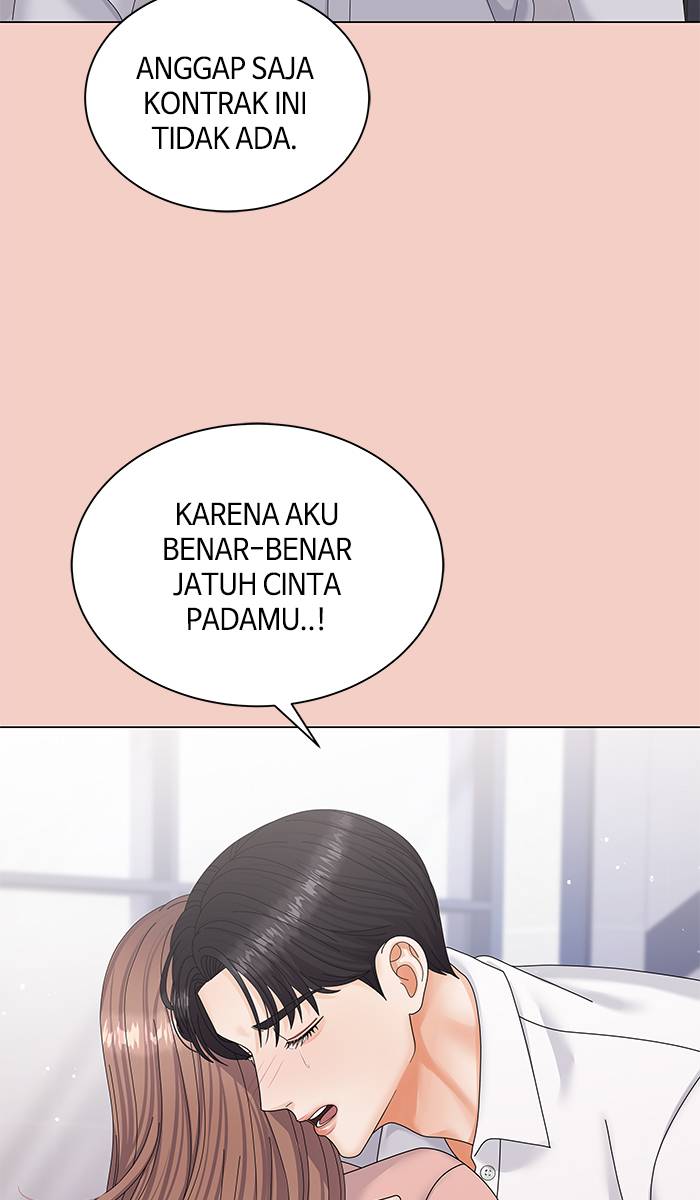 ANGGAP SAJA
KONTRAK INI
TIDAK ADA.
KARENA AKU
BENAR-BENAR
JATUH CINTA
PADAMU..!